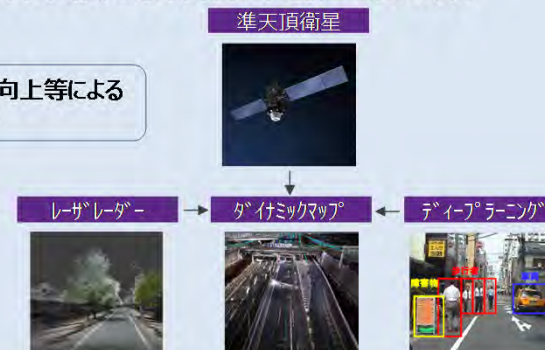 準天頂衛星
向上等による
レーザレーダー
ダイナミックマップ
ディープラーニング
障害物
歩行者
車両